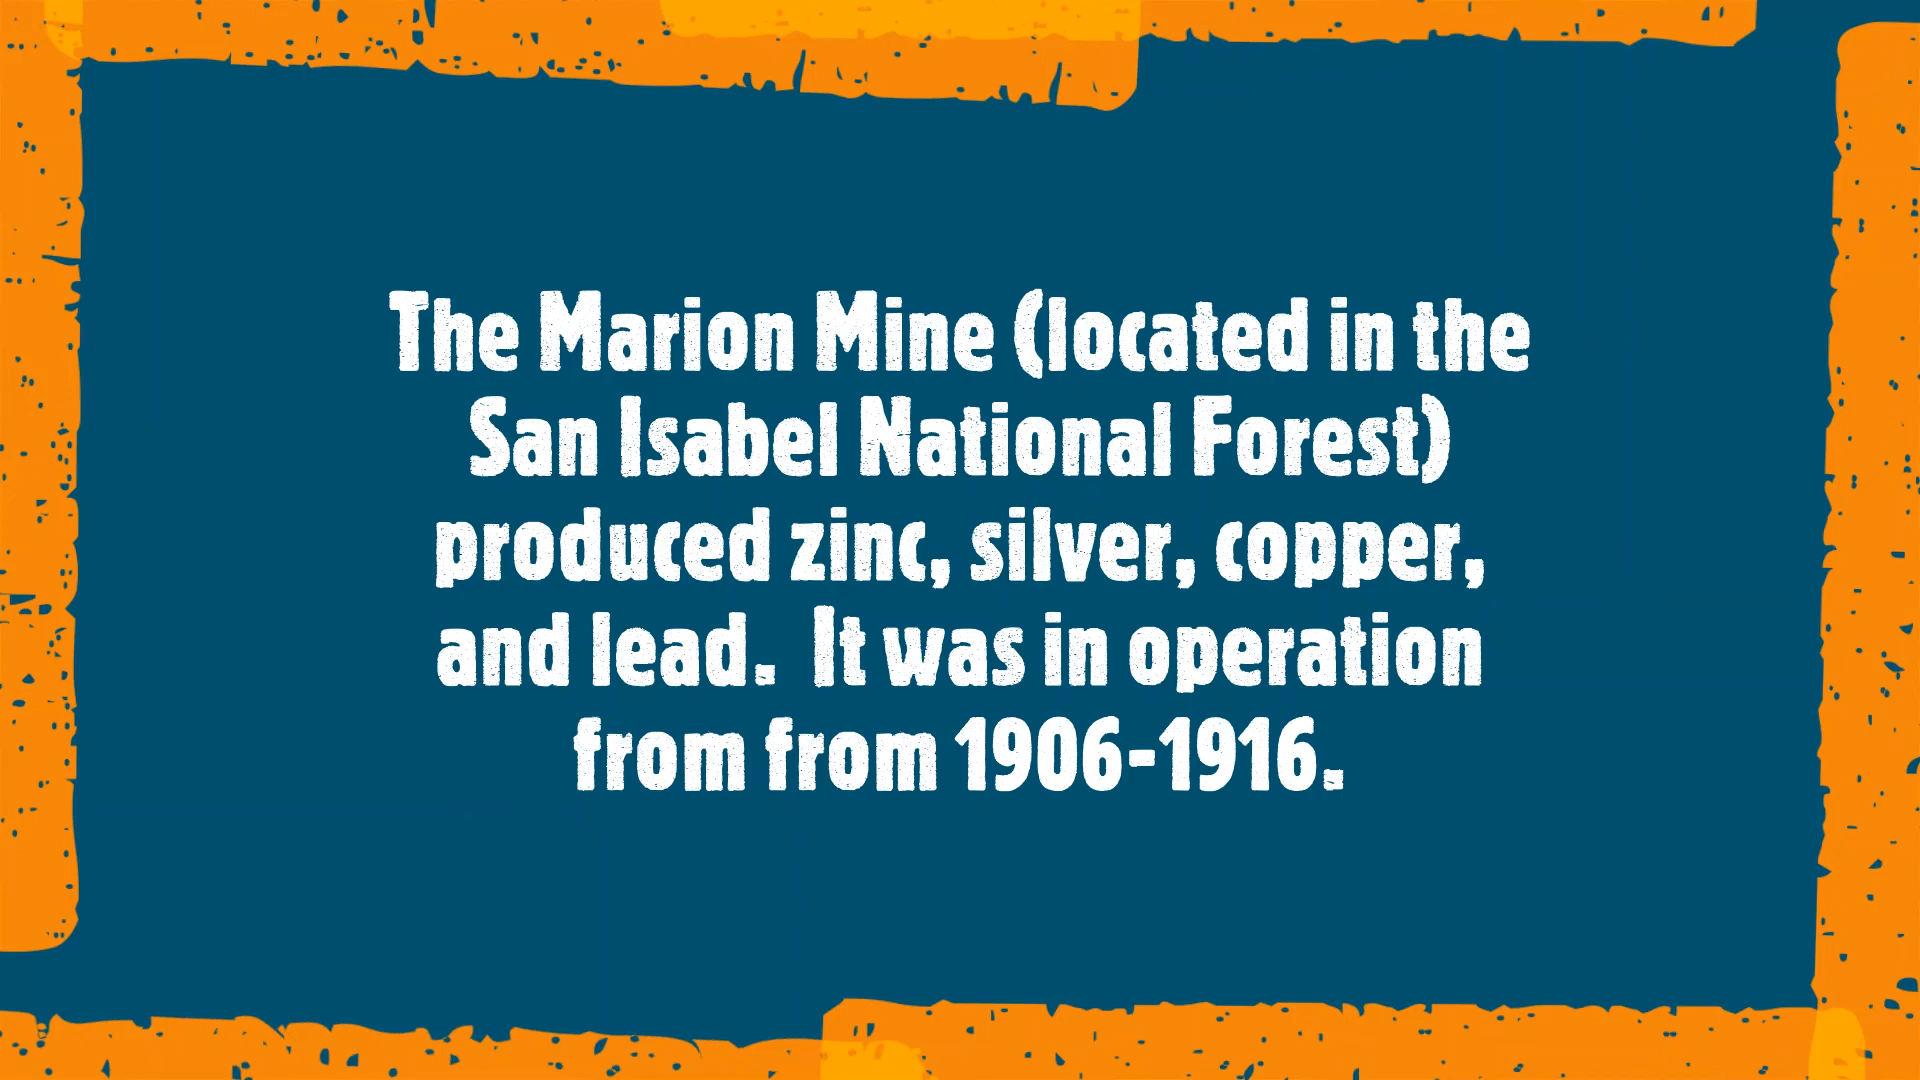 The Marion Mine (located in the
San Isabel National Forest)
produced zinc, silver, copper,
and lead.  It was in operation
from from 1906-1916.